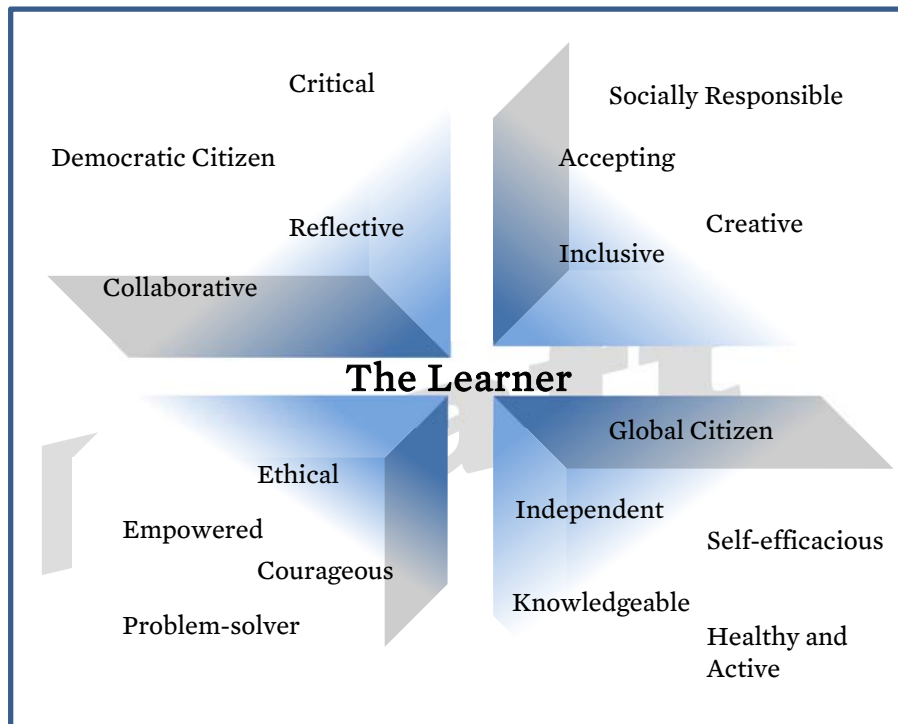 Critical
Socially Responsible
Democratic Citizen
Accepting
Reflective
Creative
Inclusive
Collaborative
The Learner
Global Citizen
Ethical
Independent
Empowered
Self-efficacious
Courageous
Knowledgeable
Problem-solver
Healthy and
Active